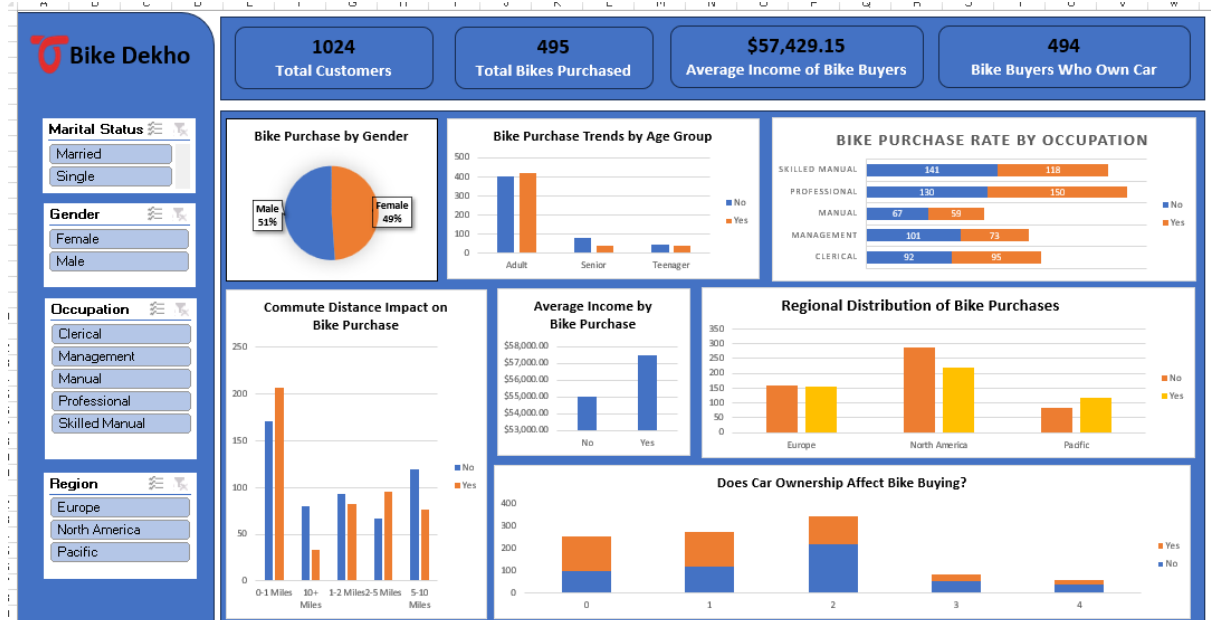 Bike Dekho
1024
Total Customers
495
Total Bikes Purchased
$57,429.15
Average Income of Bike Buyers
494
Bike Buyers Who Own Car
Marital Status
Married
Single
Gender
Female
Male
Occupation
Clerical
Management
Manual
Professional
Skilled Manual
Region
Europe
North America
Pacific
Bike Purchase by Gender
Male
51%
Female
49%
Bike Purchase Trends by Age Group
500
400
300
200
100
0
Adult Senior Teenager
No
Yes
BIKE PURCHASE RATE BY OCCUPATION
SKILLED MANUAL 141 118
PROFESSIONAL 130 150
MANUAL 67 59
MANAGEMENT 101 73
CLERICAL 92 95
No
Yes
Commute Distance Impact on
Bike Purchase
250
200
150
100
50
0
0-1 Miles 10+ 1-2 Miles 2-5 Miles 5-10
Miles Miles
No
Yes
Average Income by
Bike Purchase
$58,000.00
$57,000.00
$56,000.00
$55,000.00
$54,000.00
$53,000.00
No Yes
Regional Distribution of Bike Purchases
350
300
250
200
150
100
50
0
Europe North America Pacific
No
Yes
Does Car Ownership Affect Bike Buying?
400
300
200
100
0
0 1 2 3 4
Yes
No